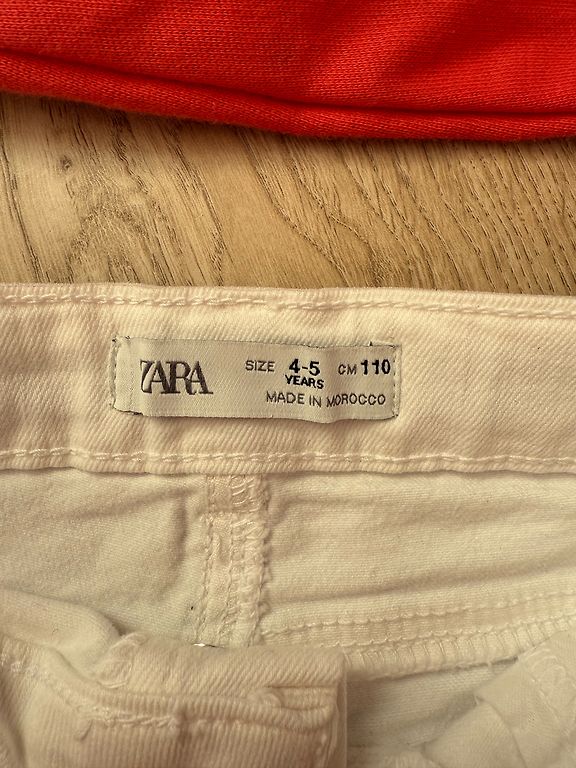 ZARA
SIZE 4-5 CM 110
YEARS
MADE IN MOROCCO